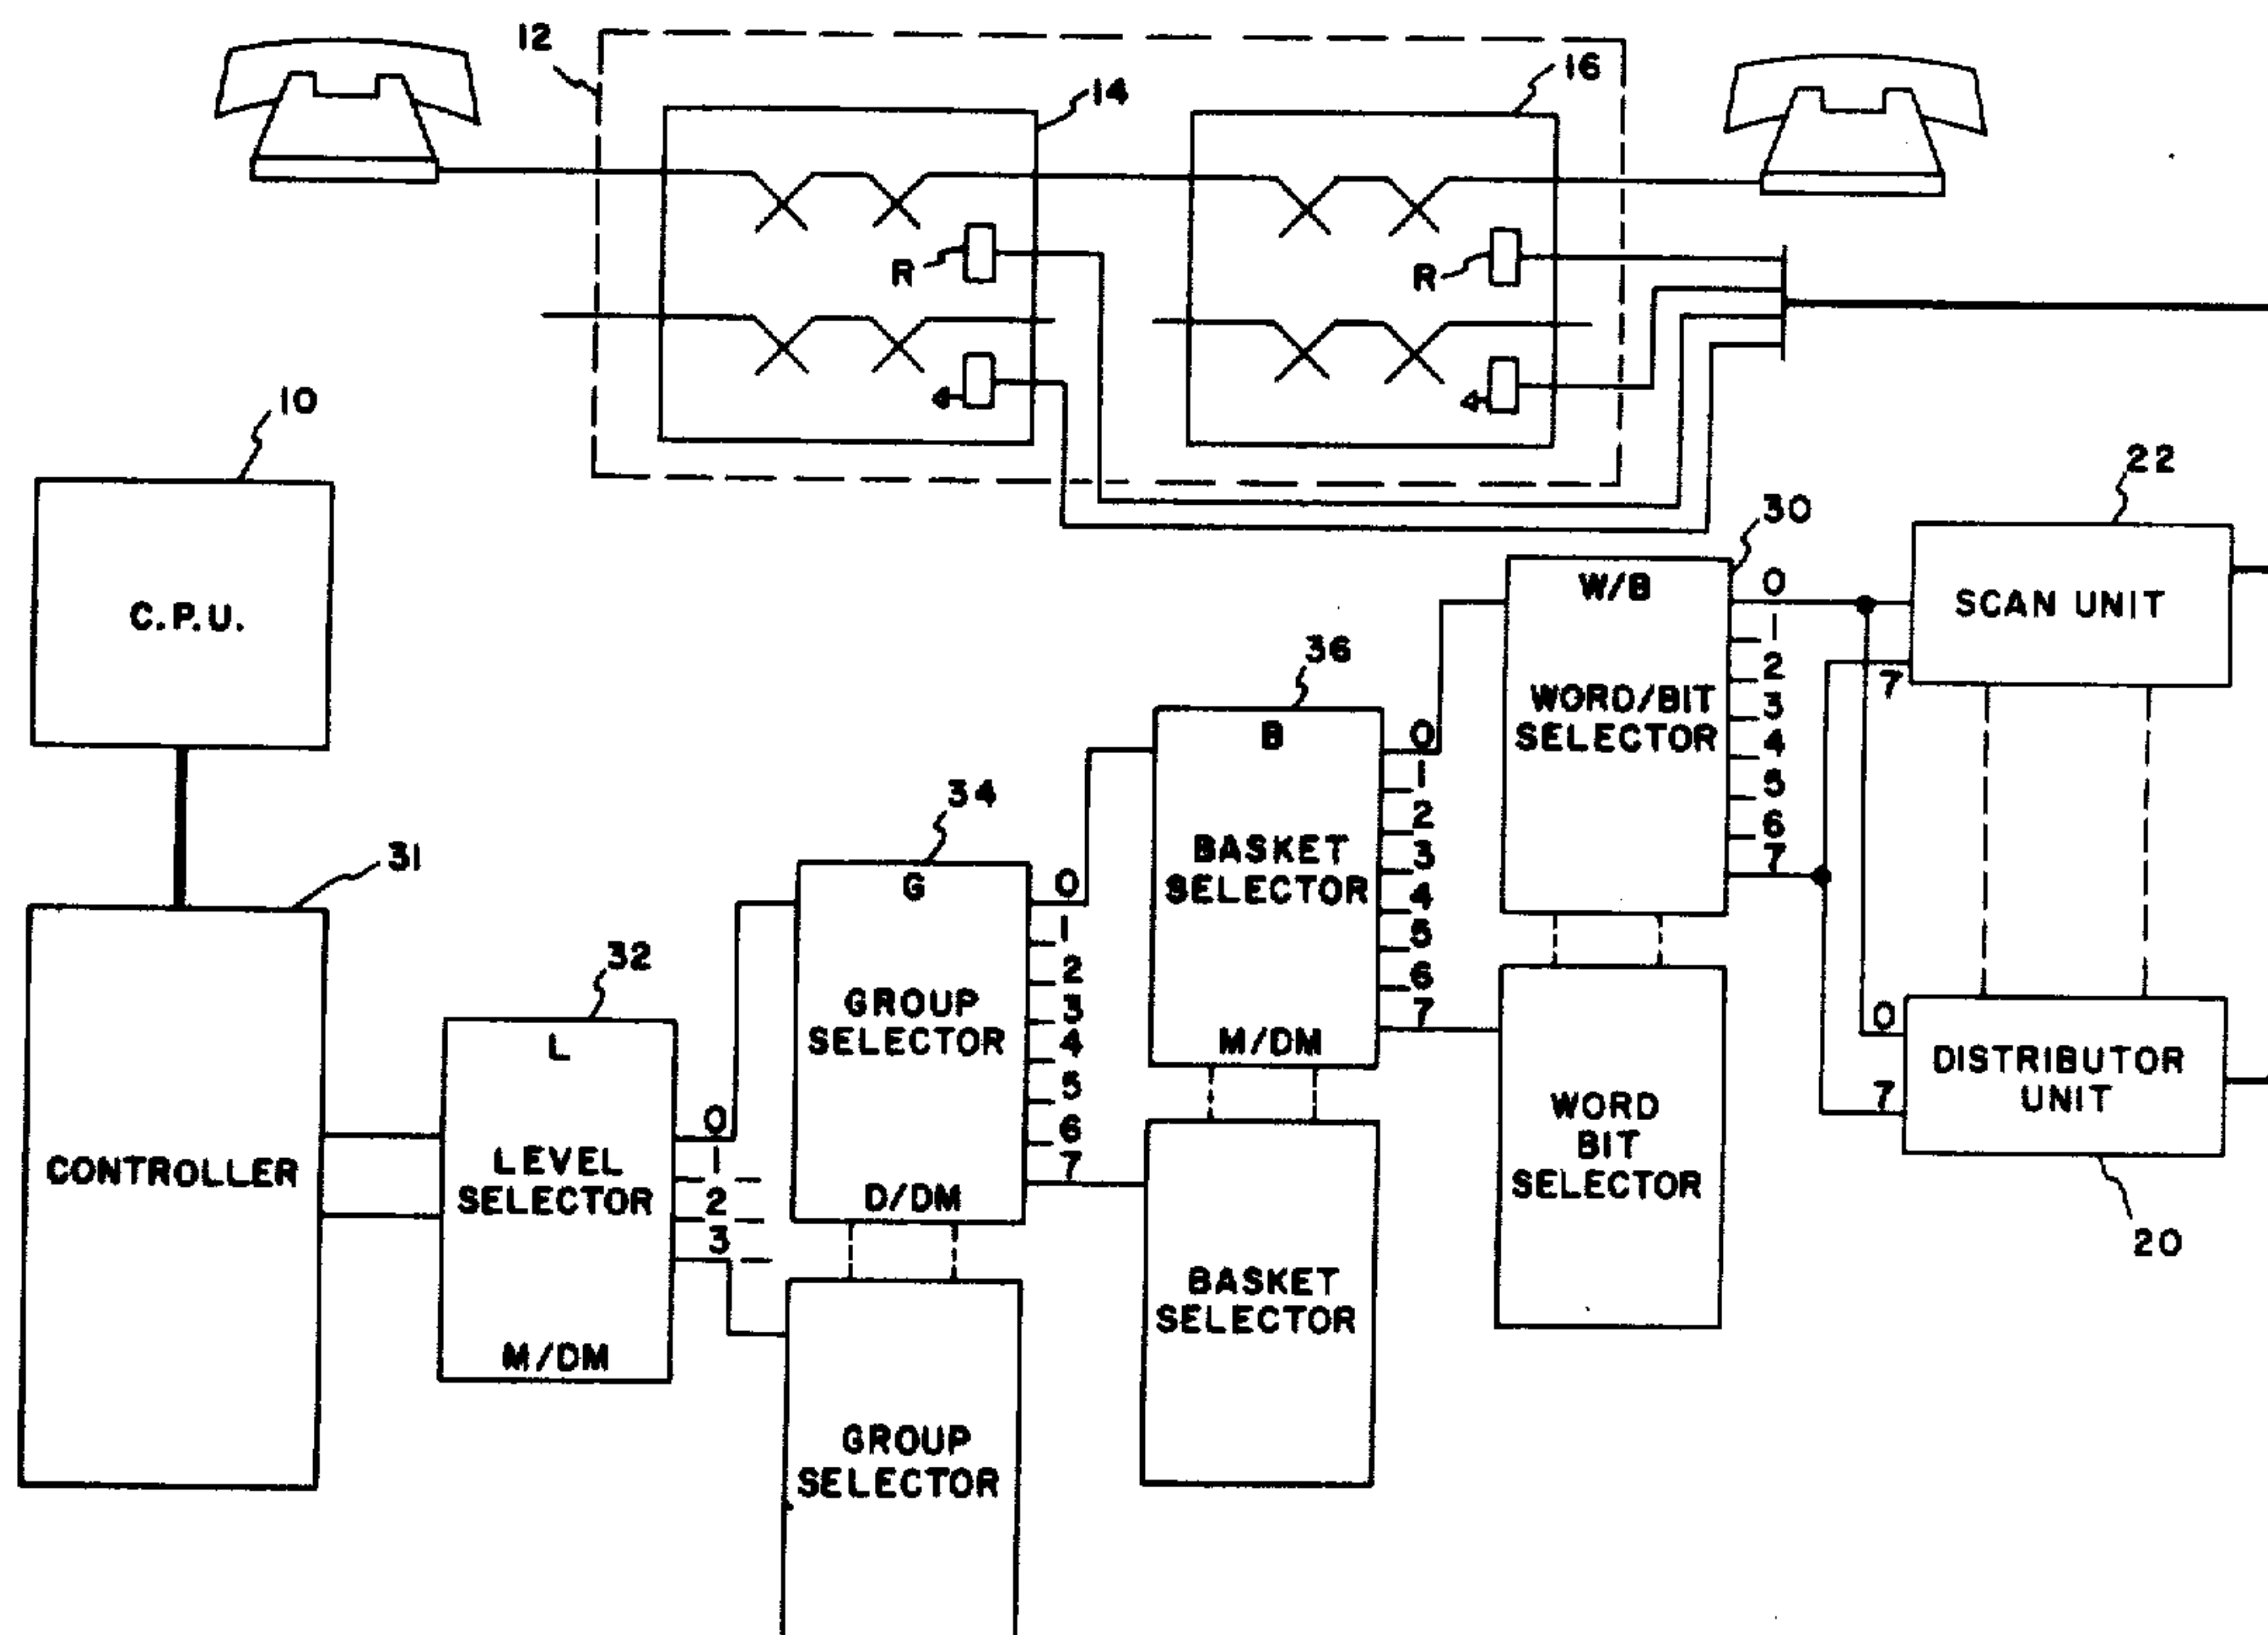 12
14
16
R
R
4
4
10
C.P.U.
22
SCAN UNIT
7
30
W/B
WORD/BIT
SELECTOR
0
1
2
3
4
5
6
7
36
B
BASKET
SELECTOR
M/DM
0
1
2
3
4
5
6
7
34
G
GROUP
SELECTOR
D/DM
0
1
2
3
4
5
6
7
31
CONTROLLER
32
L
LEVEL
SELECTOR
M/DM
0
1
2
3
WORD
BIT
SELECTOR
0
7
DISTRIBUTOR
UNIT
20
BASKET
SELECTOR
GROUP
SELECTOR